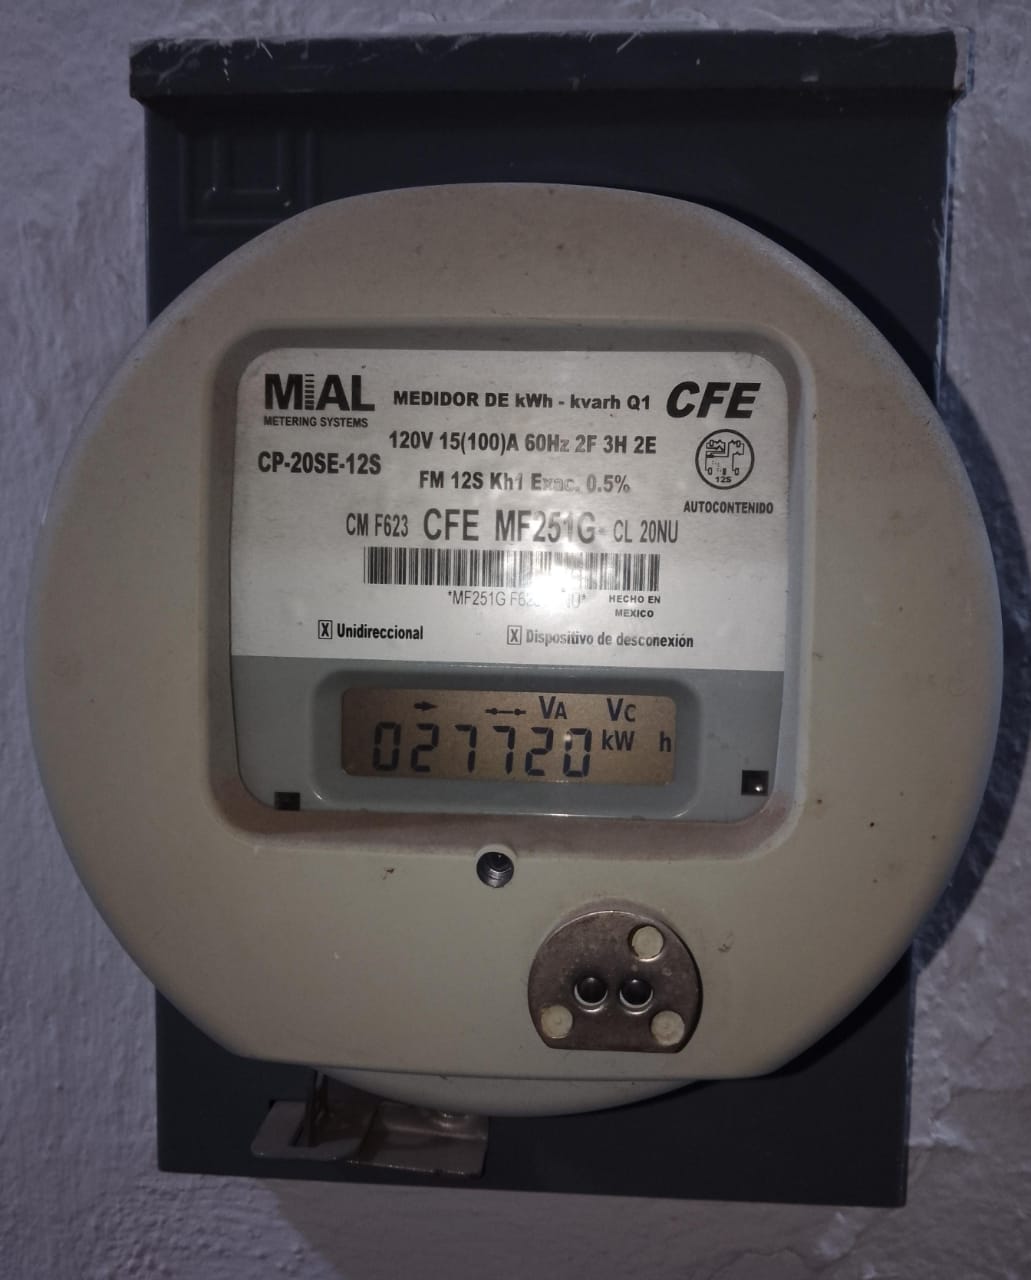 MIAL
METERING SYSTEMS
MEDIDOR DE kWh - kvarh Q1
CFE
120V 15(100)A 60Hz 2F 3H 2E
CP-20SE-12S
FM 12S Kh1 Exac. 0.5%
12S
AUTOCONTENIDO
CM F623 CFE MF251G CL 20NU
*MF251G
HECHO EN
MEXICO
X Unidireccional
X Dispositivo de desconexión
VA VC
027720 kW h